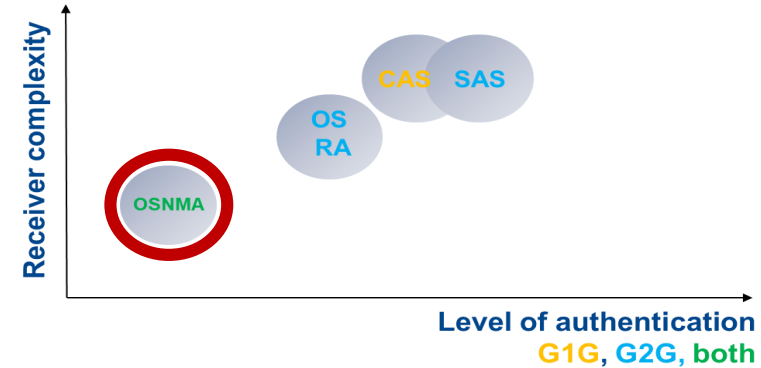 Receiver complexity
CAS
SAS
OS
RA
OSNMA
Level of authentication
G1G, G2G, both